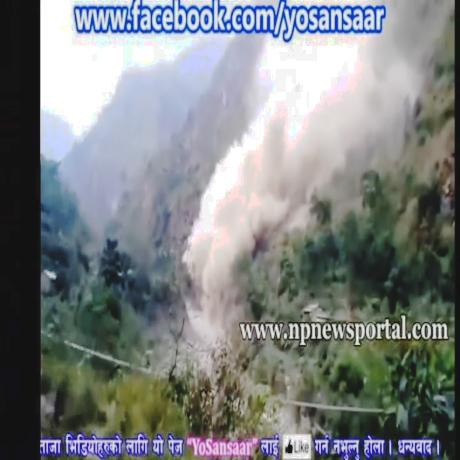 www.facebook.com/yosansaar
www.npnewsportal.com
ताजा भिडियोहरुको लागि यो पेज "YoSansaar" लाई Like गर्न नभुल्नु होला । धन्यवाद ।